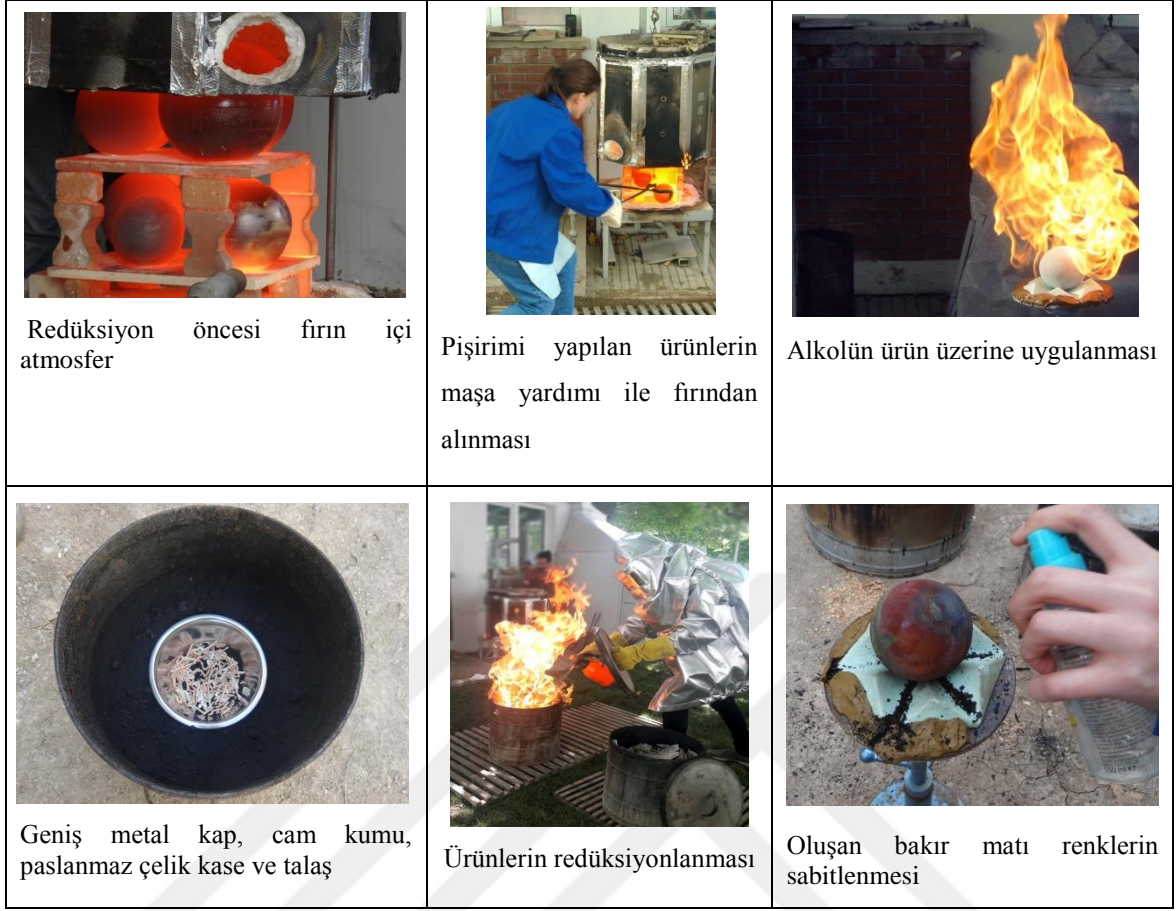 Redüksiyon öncesi fırın içi
atmosfer
Pişirimi yapılan ürünlerin
maşa yardımı ile fırından
alınması
Alkolün ürün üzerine uygulanması
Geniş metal kap, cam kumu,
paslanmaz çelik kase ve talaş
Ürünlerin redüksiyonlanması
Oluşan bakır matı renklerin
sabitlenmesi